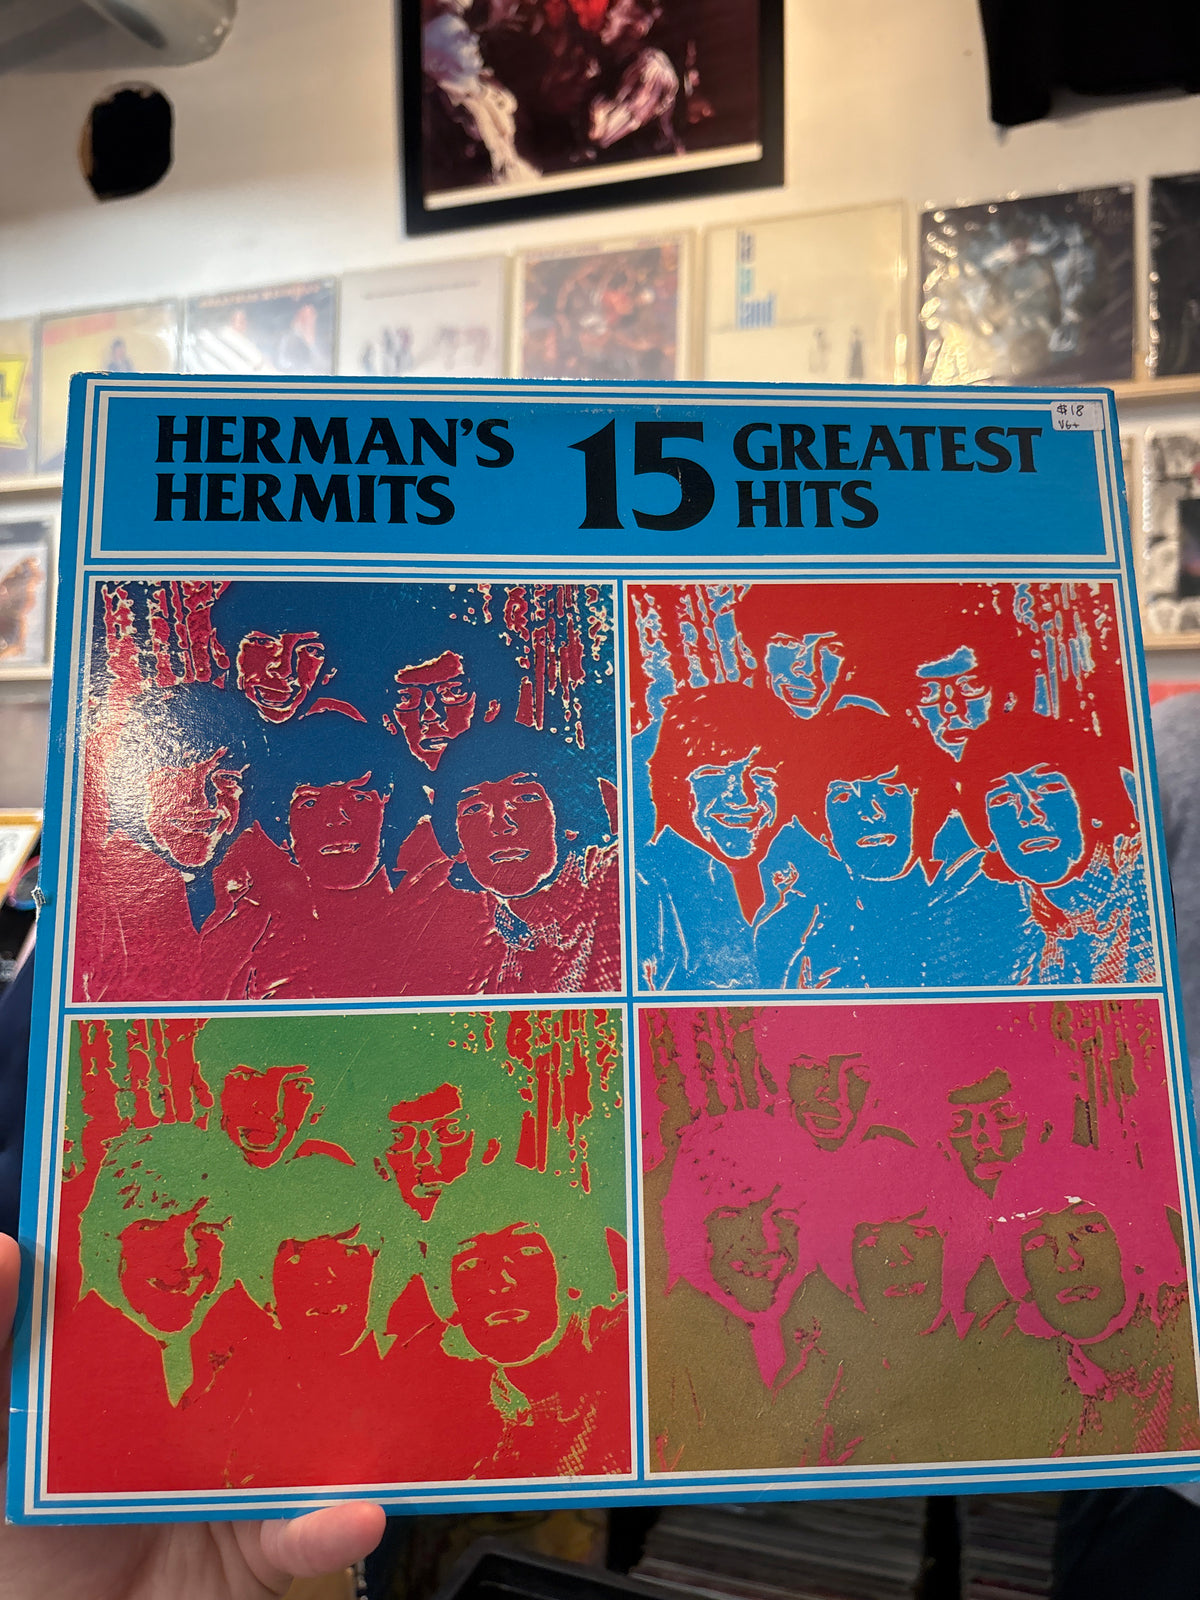 HERMAN'S
HERMITS
15
GREATEST
HITS
$18
VG+